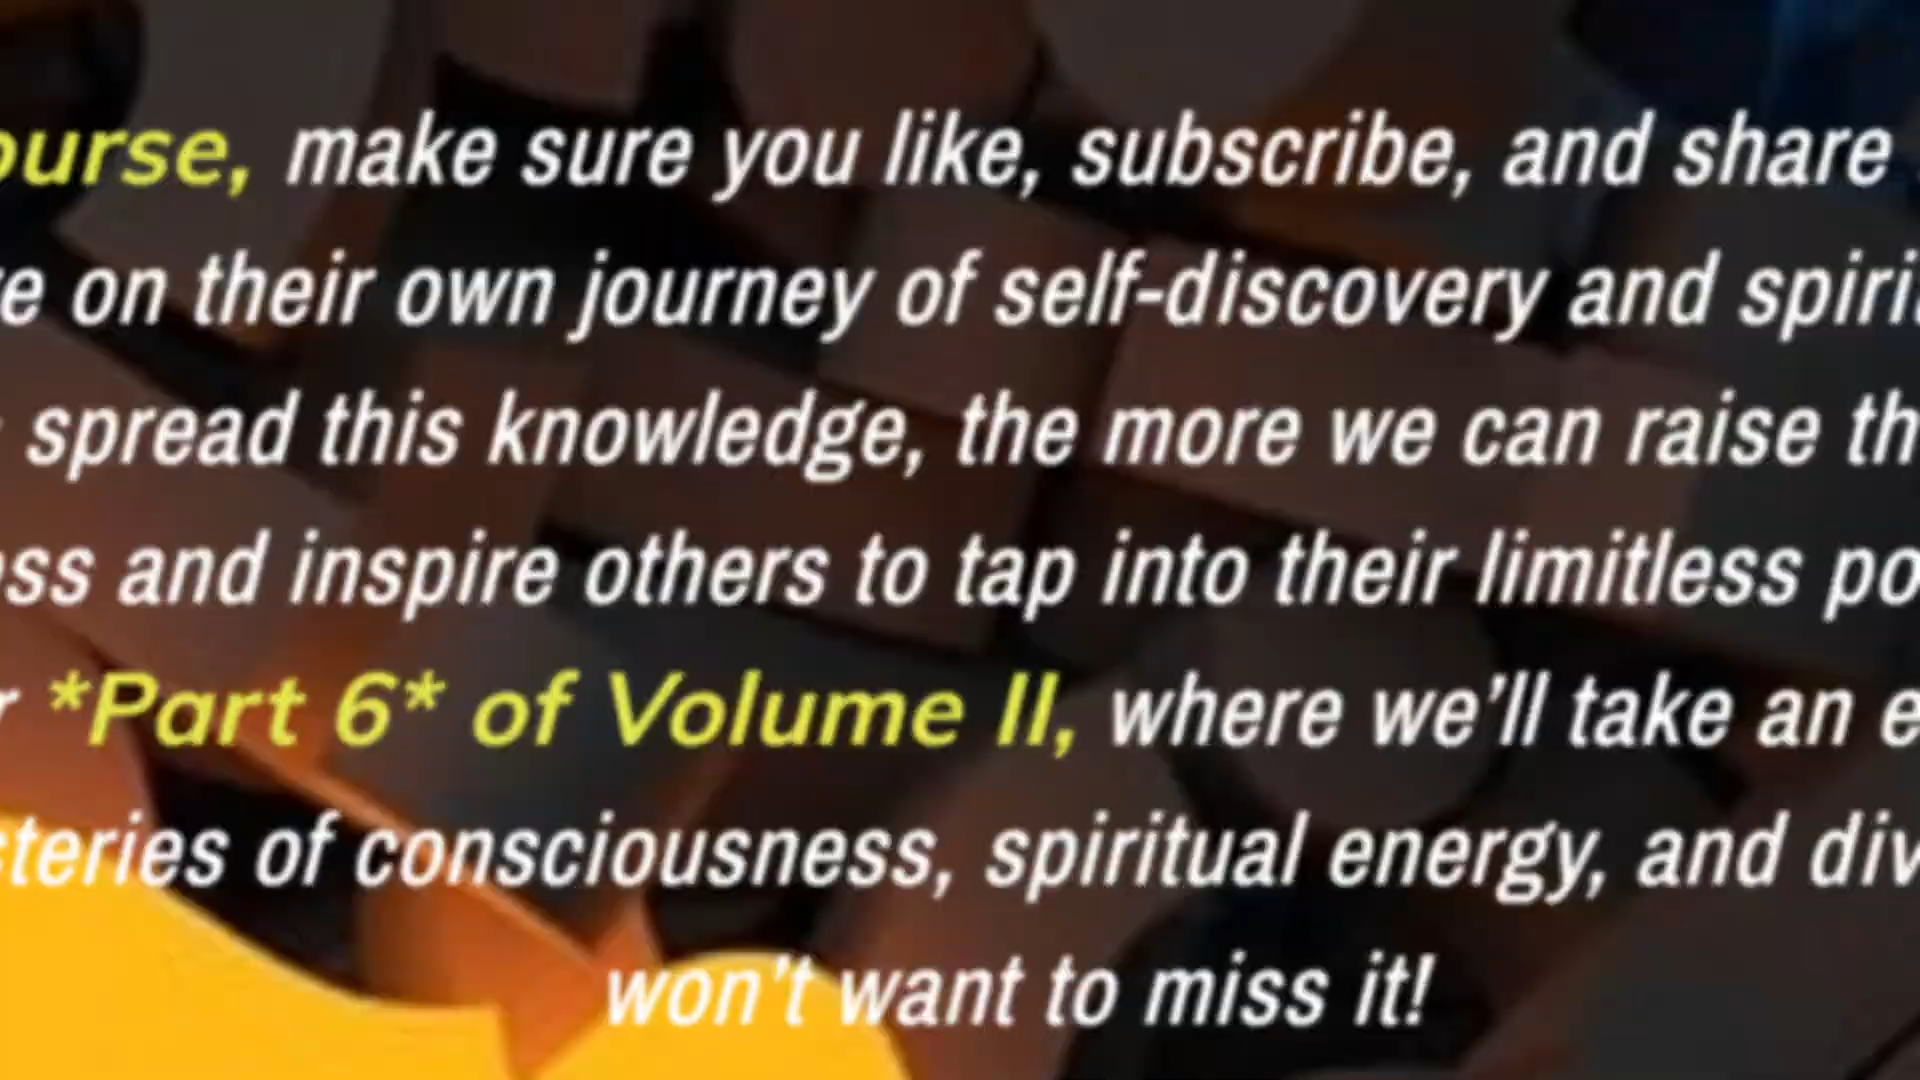 ourse, make sure you like, subscribe, and share
on their own journey of self-discovery and spiri
spread this knowledge, the more we can raise th
ess and inspire others to tap into their limitless po
*Part 6* of Volume II, where we'll take an e
steries of consciousness, spiritual energy, and div
won't want to miss it!